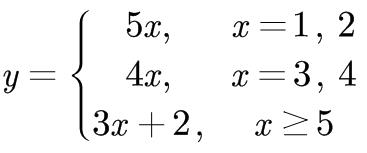 y = { 5x, x = 1, 2
4x, x = 3, 4
3x + 2, x ≥ 5